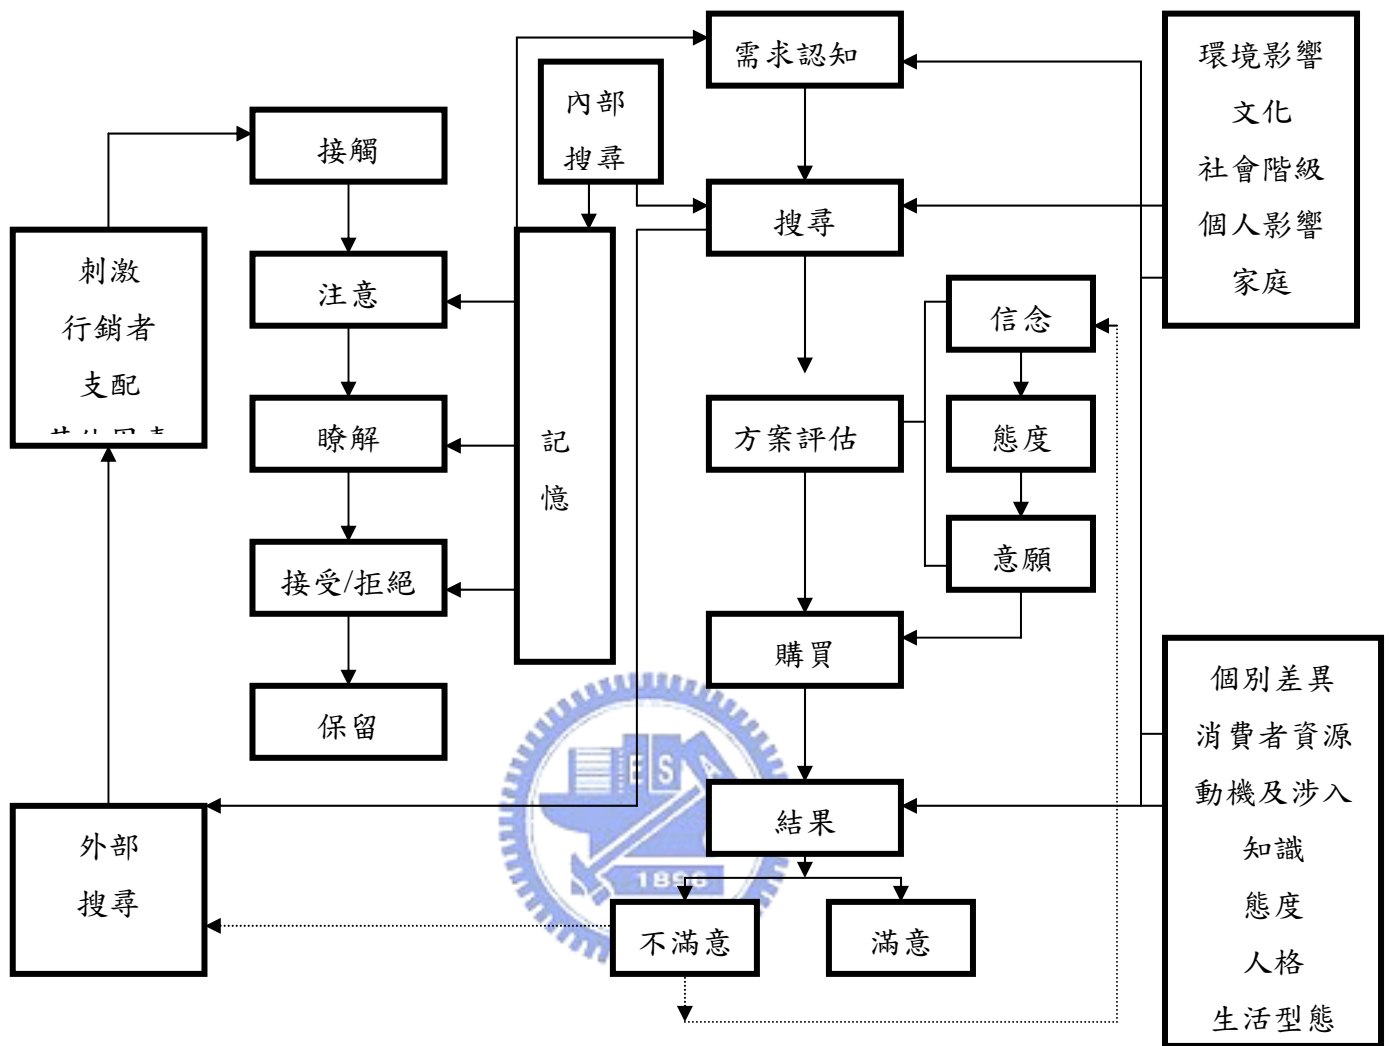 刺激
行銷者
支配
外部
搜尋
接觸
注意
瞭解
接受/拒絕
保留
內部
搜尋
記
憶
需求認知
搜尋
方案評估
信念
態度
意願
購買
結果
不滿意
滿意
環境影響
文化
社會階級
個人影響
家庭
個別差異
消費者資源
動機及涉入
知識
態度
人格
生活型態
E S
1896